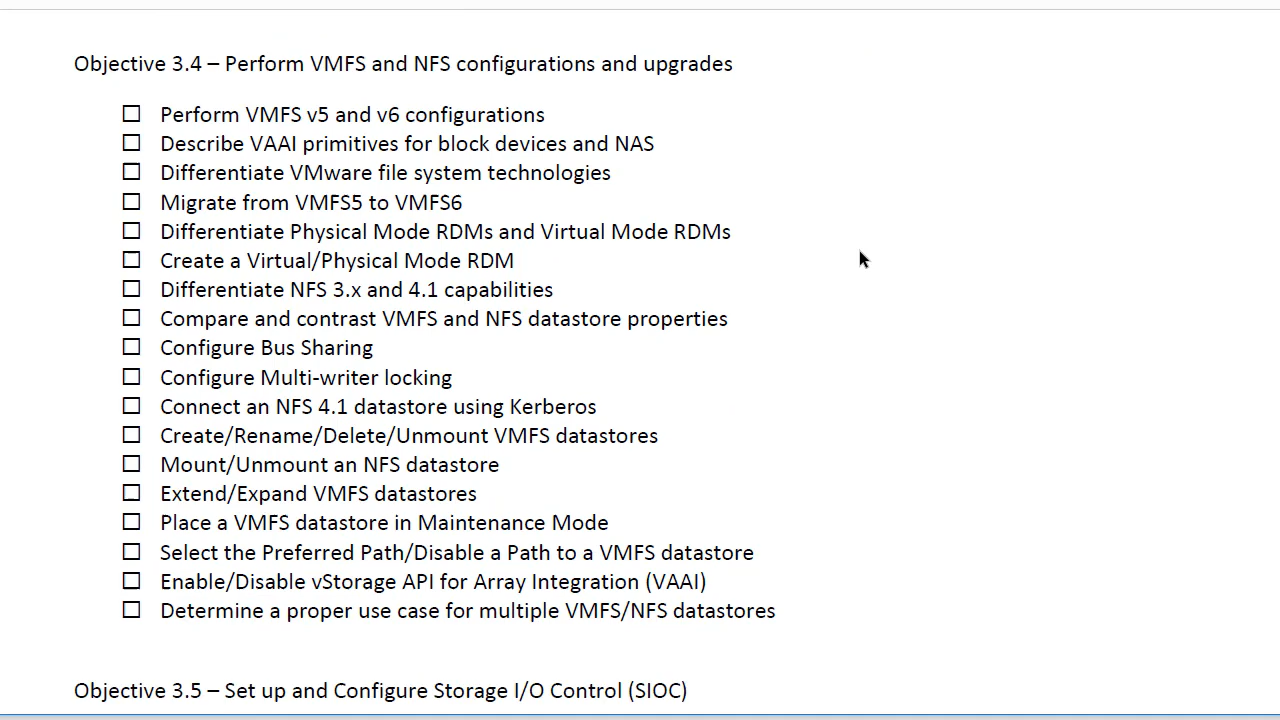 Objective 3.4 – Perform VMFS and NFS configurations and upgrades
Perform VMFS v5 and v6 configurations
Describe VAAI primitives for block devices and NAS
Differentiate VMware file system technologies
Migrate from VMFS5 to VMFS6
Differentiate Physical Mode RDMs and Virtual Mode RDMs
Create a Virtual/Physical Mode RDM
Differentiate NFS 3.x and 4.1 capabilities
Compare and contrast VMFS and NFS datastore properties
Configure Bus Sharing
Configure Multi-writer locking
Connect an NFS 4.1 datastore using Kerberos
Create/Rename/Delete/Unmount VMFS datastores
Mount/Unmount an NFS datastore
Extend/Expand VMFS datastores
Place a VMFS datastore in Maintenance Mode
Select the Preferred Path/Disable a Path to a VMFS datastore
Enable/Disable vStorage API for Array Integration (VAAI)
Determine a proper use case for multiple VMFS/NFS datastores
Objective 3.5 – Set up and Configure Storage I/O Control (SIOC)